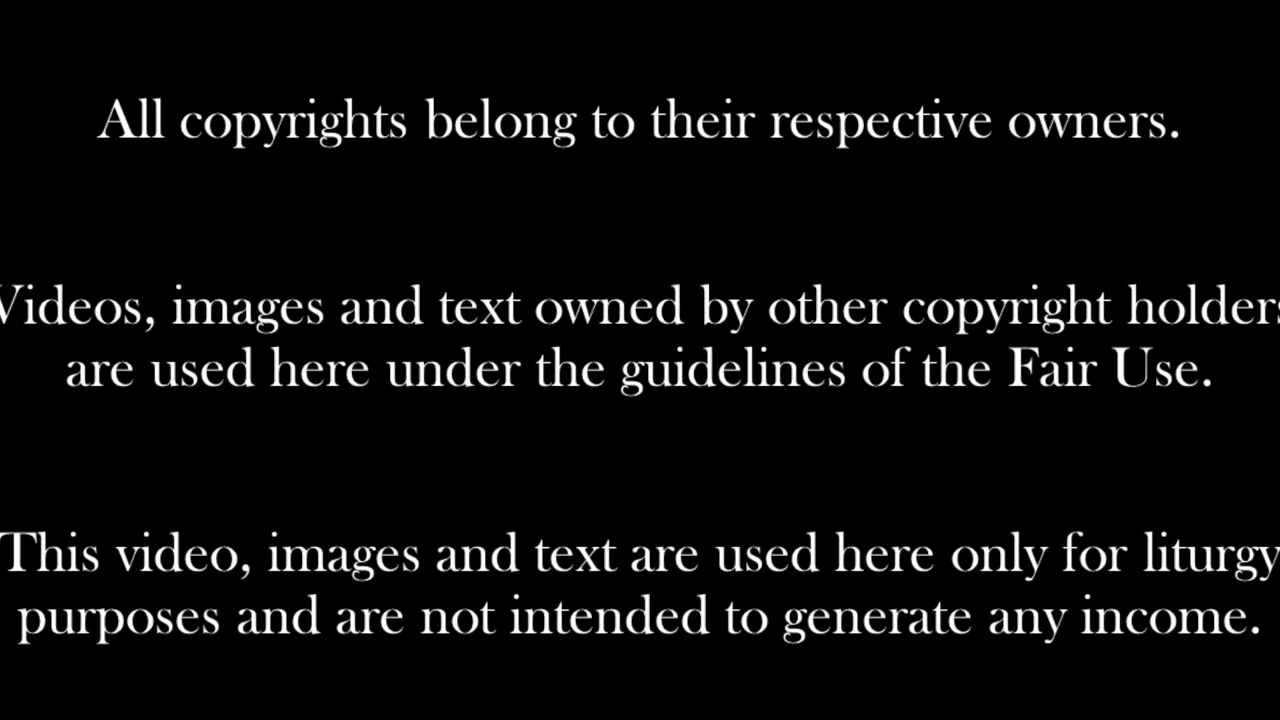 All copyrights belong to their respective owners.
Videos, images and text owned by other copyright holders
are used here under the guidelines of the Fair Use.
This video, images and text are used here only for liturgy
purposes and are not intended to generate any income.